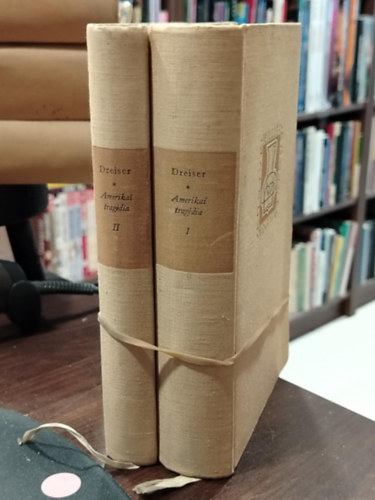 Dreiser
Amerikai
tragédia
II
Dreiser
Amerikai
tragédia
I